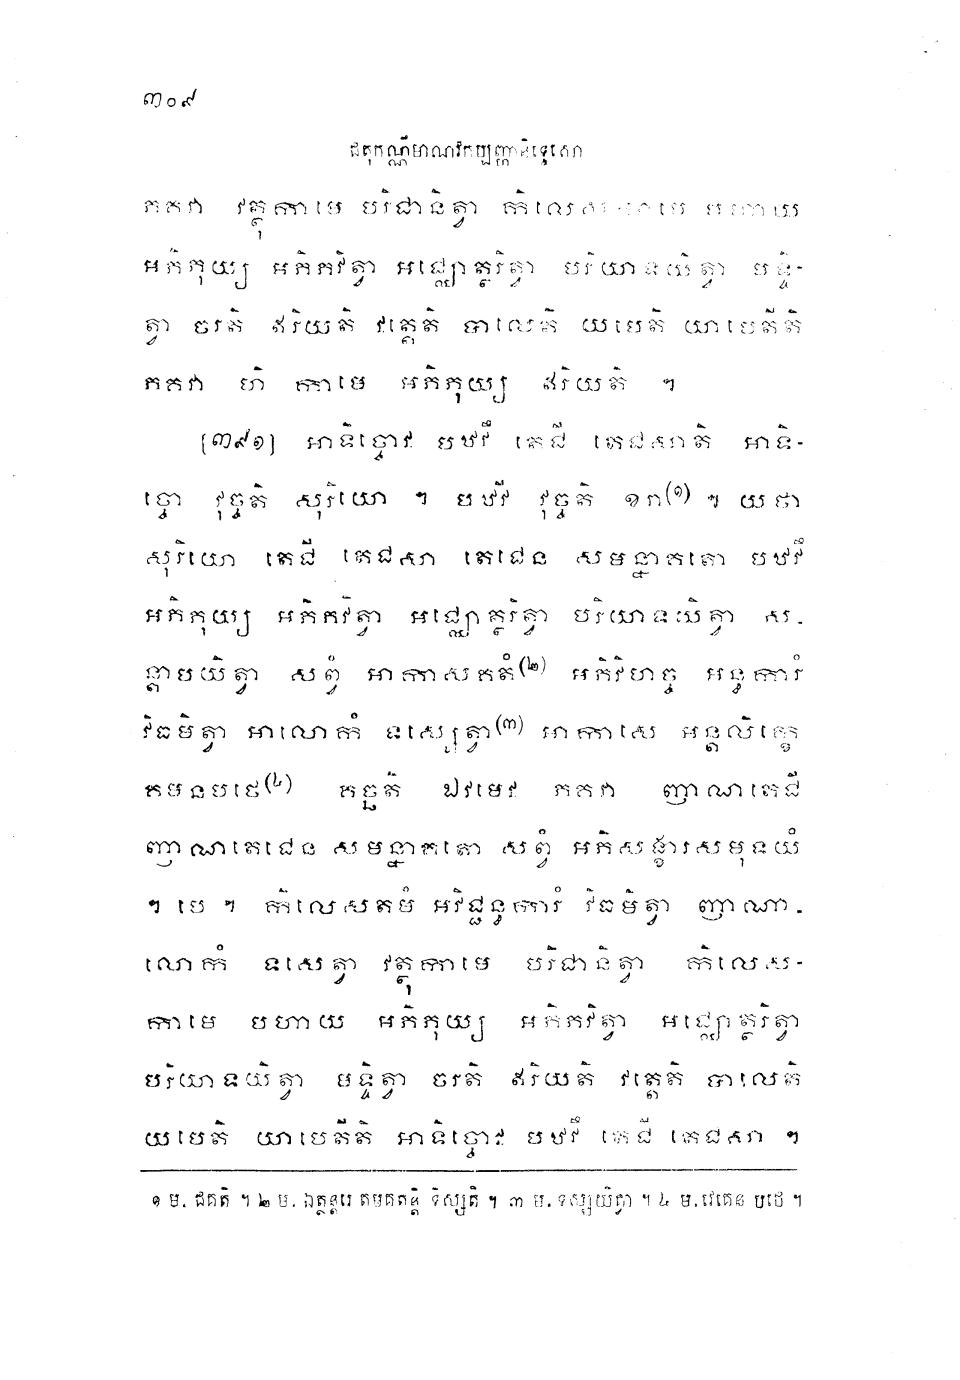 ៣០៩
ជតុកណ្ណីមាណវកប្បញ្ហានិទ្ទេសោ
ភគវា វត្ថុកាមេ បរិជានិត្វា កិលេសកាមេ បហាយ
អភិភុយ្យ អភិភវិត្វា អជ្ឈោត្ថរិត្វា បរិយាទយិត្វា មទ្ទិ-
ត្វា ចរតិ ឥរិយតិ វត្តេតិ បាលេតិ យបេតិ យាបេតីតិ
ភគវា ហិ កាមេ អភិភុយ្យ ឥរិយតិ ។
[៣៩១] អាទិច្ចោវ បឋវឹ តេជី តេជសាតិ អាទិ-
ច្ចោ វុច្ចតិ សុរិយោ ។ បឋវី វុច្ចតិ ជរា(១) ។ យថា
សុរិយោ តេជី តេជសា តេជេន សមន្នាគតោ បឋវឹ
អភិភុយ្យ អភិភវិត្វា អជ្ឈោត្ថរិត្វា បរិយាទយិត្វា ស-
ន្តាបយិត្វា សព្វំ អាកាសគតំ(២) អភិវិហច្ច អន្ធការំ
វិធមិត្វា អាលោកំ ទស្សេត្វា(៣) អាកាសេ អន្តលិក្ខេ
គមនបថេ(៤) គច្ឆតិ ឯវមេវ ភគវា ញាណតេជី
ញាណតេជេន សមន្នាគតោ សព្វំ អភិសង្ខារសមុទយំ
។ បេ ។ កិលេសតមំ អវិជ្ជន្ធការំ វិធមិត្វា ញាណា-
លោកំ ទសេត្វា វត្ថុកាមេ បរិជានិត្វា កិលេស-
កាមេ បហាយ អភិភុយ្យ អភិភវិត្វា អជ្ឈោត្ថរិត្វា
បរិយាទយិត្វា មទ្ទិត្វា ចរតិ ឥរិយតិ វត្តេតិ បាលេតិ
យបេតិ យាបេតីតិ អាទិច្ចោវ បឋវឹ តេជី តេជសា ។
១ ម. ជគតិ ។ ២ ម. ឯត្ថន្តរេ តមគតន្តិ ទិស្សតិ ។ ៣ ម. ទស្សយិត្វា ។ ៤ ម. វេគេន បថេ ។